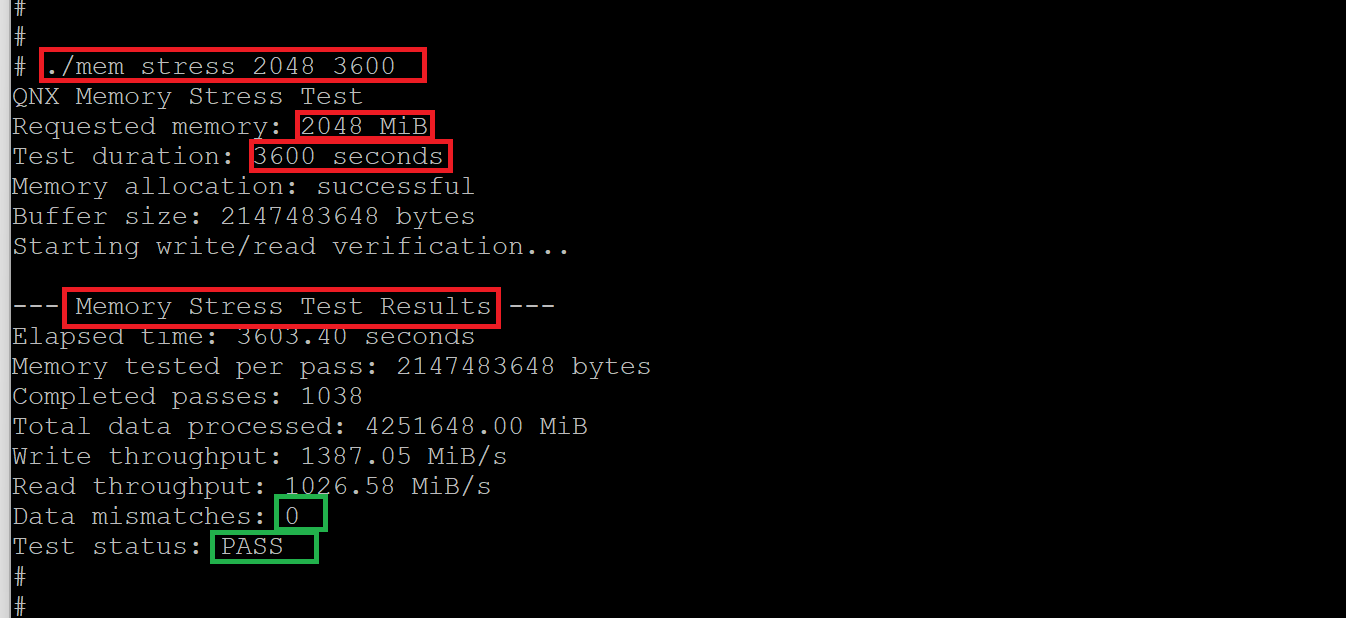 #
#
# ./mem stress 2048 3600
QNX Memory Stress Test
Requested memory: 2048 MiB
Test duration: 3600 seconds
Memory allocation: successful
Buffer size: 2147483648 bytes
Starting write/read verification...
--- Memory Stress Test Results ---
Elapsed time: 3603.40 seconds
Memory tested per pass: 2147483648 bytes
Completed passes: 1038
Total data processed: 4251648.00 MiB
Write throughput: 1387.05 MiB/s
Read throughput: 1026.58 MiB/s
Data mismatches: 0
Test status: PASS
#
#